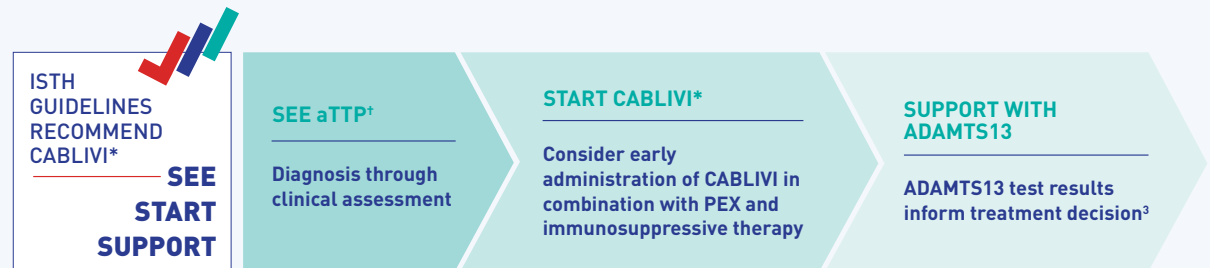 ISTH
GUIDELINES
RECOMMEND
CABLIVI*
SEE
START
SUPPORT
SEE aTTP†
Diagnosis through
clinical assessment
START CABLIVI*
Consider early
administration of CABLIVI in
combination with PEX and
immunosuppressive therapy
SUPPORT WITH
ADAMTS13
ADAMTS13 test results
inform treatment decision³